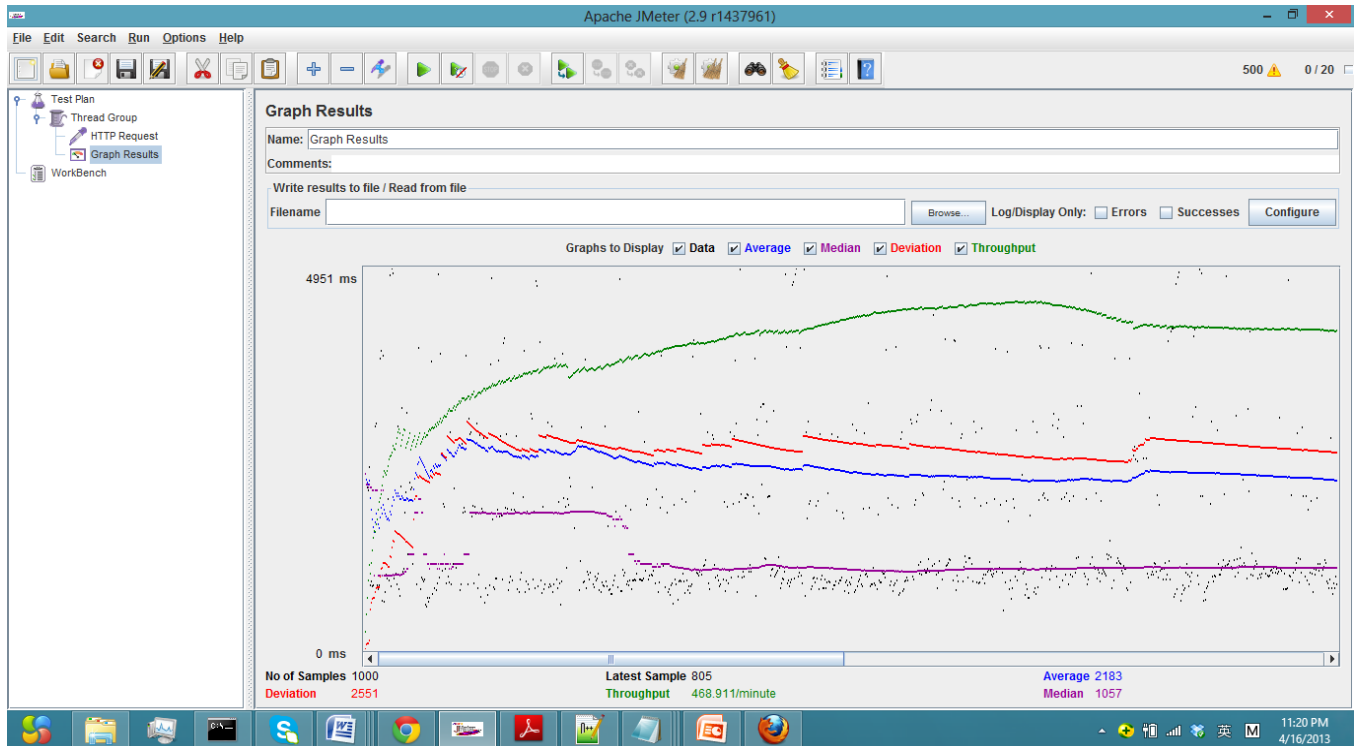 Apache JMeter (2.9 r1437961)
File Edit Search Run Options Help
500 0 / 20
Test Plan
Thread Group
HTTP Request
Graph Results
WorkBench
Graph Results
Name: Graph Results
Comments:
Write results to file / Read from file
Filename Browse... Log/Display Only: Errors Successes Configure
Graphs to Display Data Average Median Deviation Throughput
4951 ms
0 ms
No of Samples 1000 Latest Sample 805 Average 2183
Deviation 2551 Throughput 468.911/minute Median 1057
英 M 11:20 PM
4/16/2013